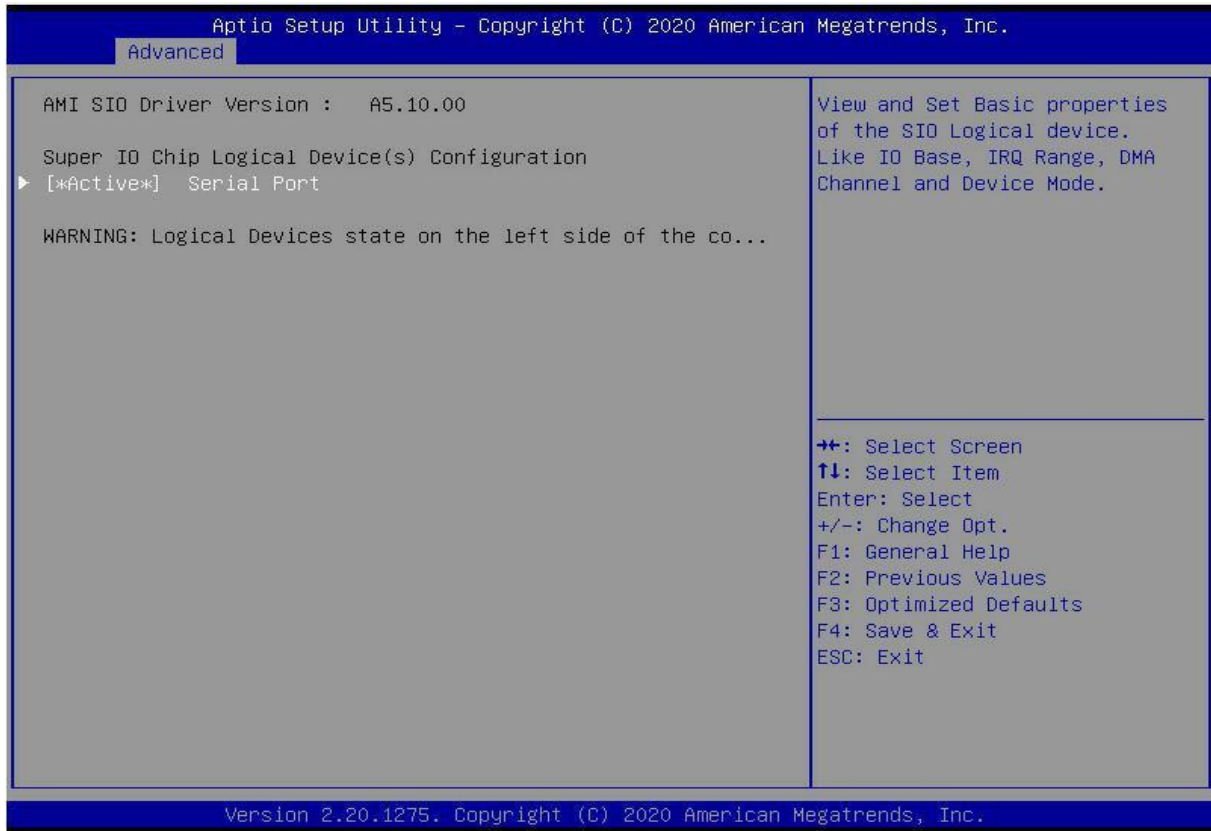 Aptio Setup Utility – Copyright (C) 2020 American Megatrends, Inc.
Advanced
AMI SIO Driver Version :   A5.10.00
Super IO Chip Logical Device(s) Configuration
[*Active*]  Serial Port
WARNING: Logical Devices state on the left side of the co...
View and Set Basic properties
of the SIO Logical device.
Like IO Base, IRQ Range, DMA
Channel and Device Mode.
→←: Select Screen
↑↓: Select Item
Enter: Select
+/-: Change Opt.
F1: General Help
F2: Previous Values
F3: Optimized Defaults
F4: Save & Exit
ESC: Exit
Version 2.20.1275. Copyright (C) 2020 American Megatrends, Inc.